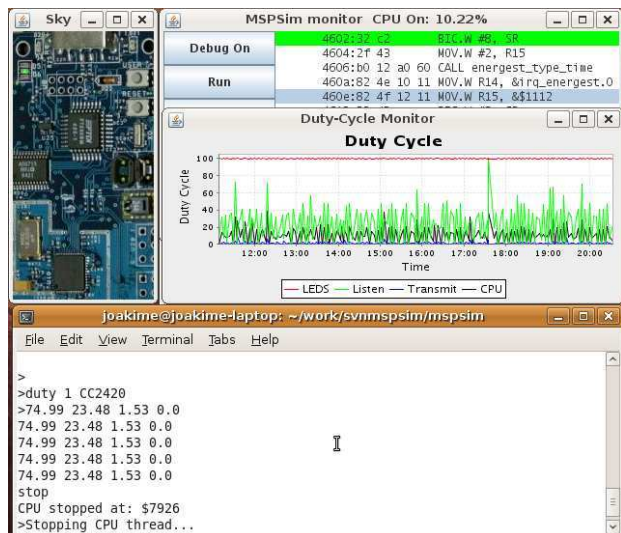 Sky
MSPSim monitor CPU On: 10.22%
Debug On
Run
USER
RESET
4602:32 c2 BIC.W #8, SR
4604:2f 43 MOV.W #2, R15
4606:b0 12 a0 60 CALL energest_type_time
460a:82 4e 10 11 MOV.W R14, &irq_energest.0
460e:82 4f 12 11 MOV.W R15, &$1112
Duty-Cycle Monitor
Duty Cycle
Duty Cycle
100
80
60
40
20
0
12:00 13:00 14:00 15:00 16:00 17:00 18:00 19:00 20:00
Time
LEDS Listen Transmit CPU
joakime@joakime-laptop: ~/work/svnmspsim/mspsim
File Edit View Terminal Tabs Help
>
>duty 1 CC2420
>74.99 23.48 1.53 0.0
74.99 23.48 1.53 0.0
74.99 23.48 1.53 0.0
74.99 23.48 1.53 0.0
74.99 23.48 1.53 0.0
stop
CPU stopped at: $7926
>Stopping CPU thread...